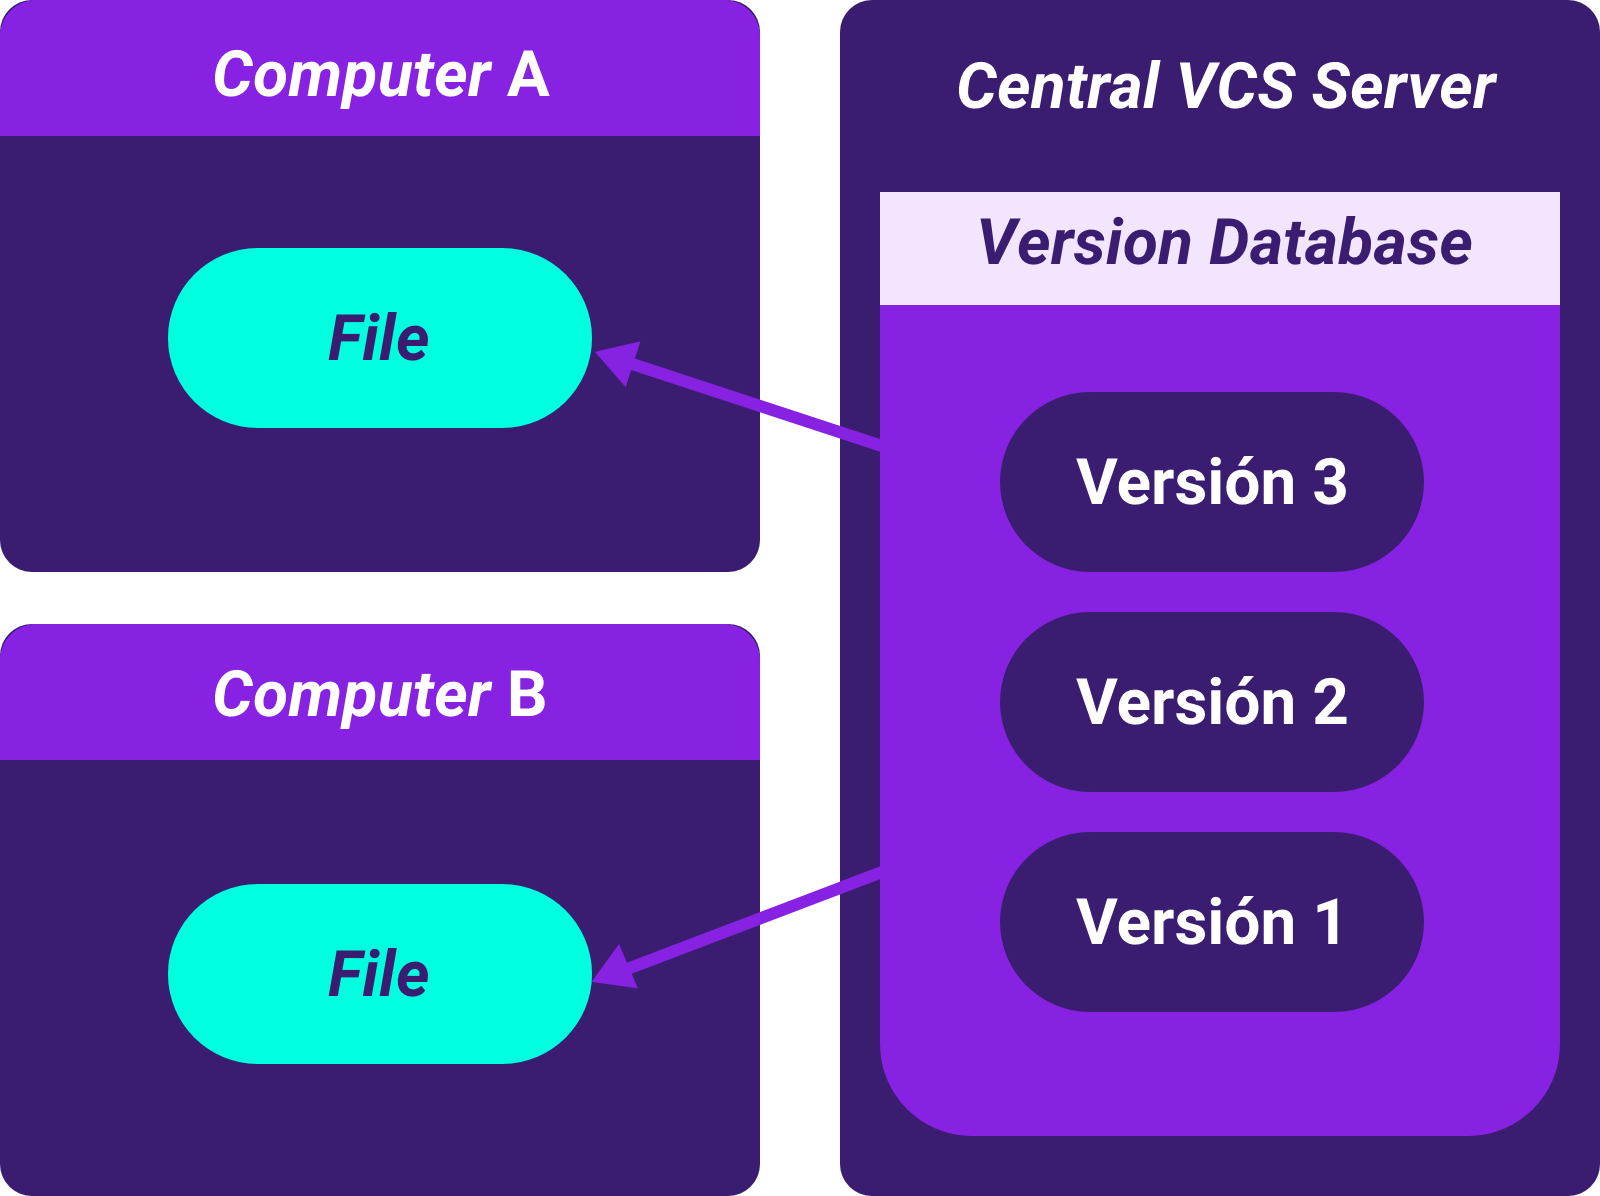 Computer A
File
Computer B
File
Central VCS Server
Version Database
Versión 3
Versión 2
Versión 1